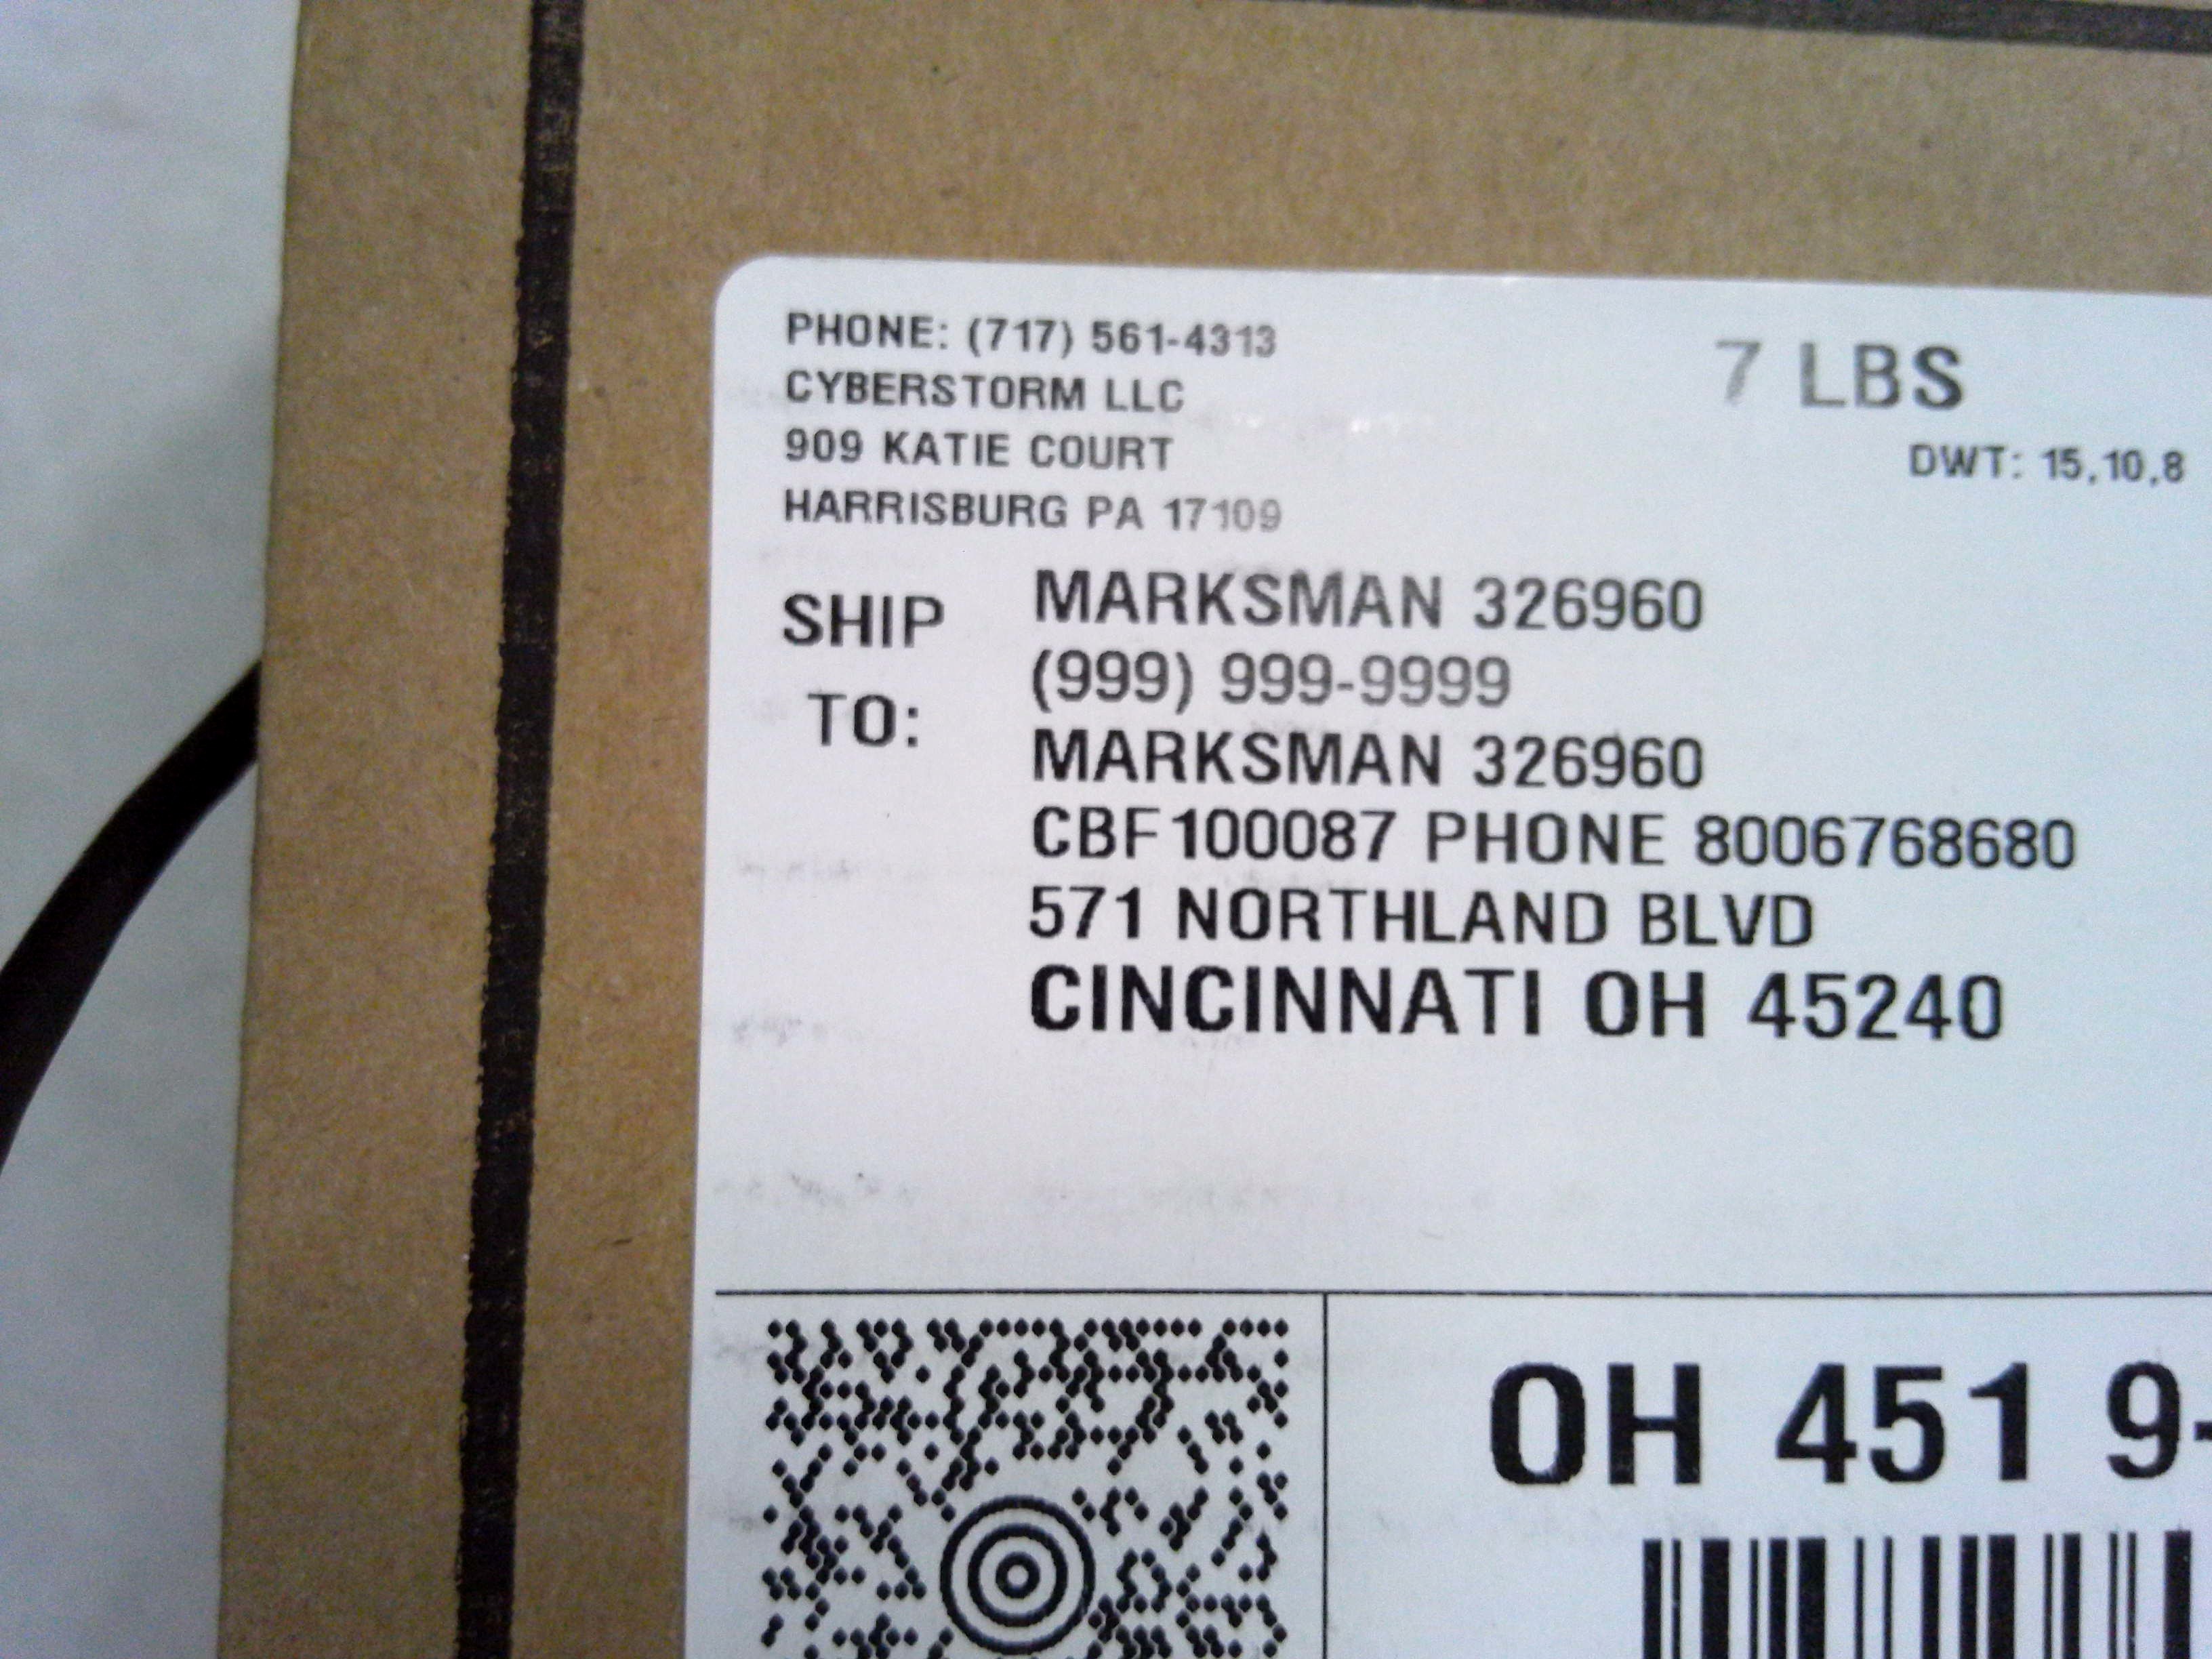 PHONE: (717) 561-4313
CYBERSTORM LLC
909 KATIE COURT
HARRISBURG PA 17109
7 LBS
DWT: 15,10,8
SHIP TO:
MARKSMAN 326960
(999) 999-9999
MARKSMAN 326960
CBF100087 PHONE 8006768680
571 NORTHLAND BLVD
CINCINNATI OH 45240
OH 451 9-